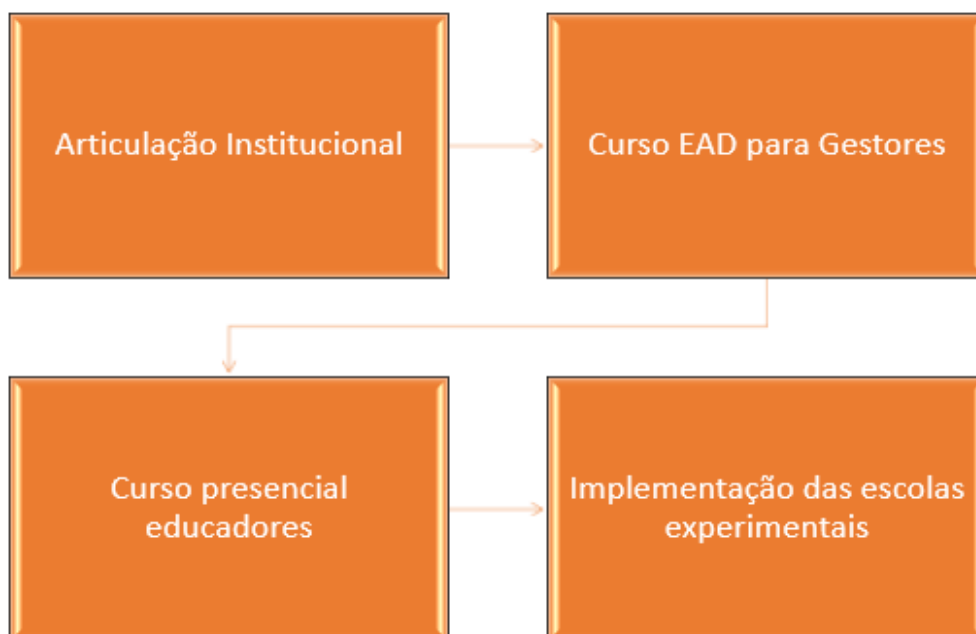 Articulação Institucional
Curso EAD para Gestores
Curso presencial
educadores
Implementação das escolas
experimentais